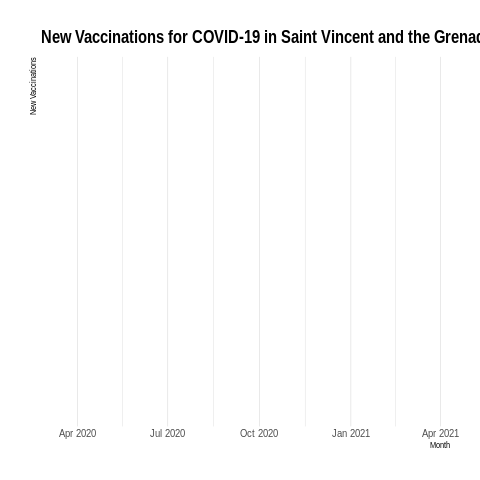 New Vaccinations for COVID-19 in Saint Vincent and the Grenad
New Vaccinations
Apr 2020 Jul 2020 Oct 2020 Jan 2021 Apr 2021
Month